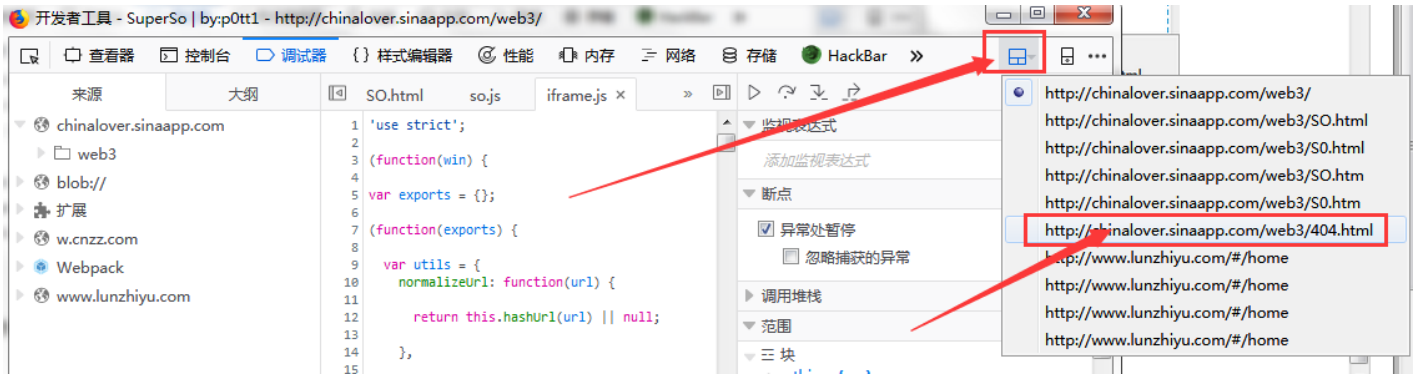 开发者工具 - SuperSo | by:p0tt1 - http://chinalover.sinaapp.com/web3/
查看器 控制台 调试器 {} 样式编辑器 性能 内存 网络 存储 HackBar »
来源 大纲 SO.html so.js iframe.js × »
chinalover.sinaapp.com
web3
blob://
扩展
w.cnzz.com
Webpack
www.lunzhiyu.com
1 'use strict';
2
3 (function(win) {
4
5 var exports = {};
6
7 (function(exports) {
8
9 var utils = {
10 normalizeUrl: function(url) {
11
12 return this.hashUrl(url) || null;
13
14 },
15
监视表达式
添加监视表达式
断点
异常处暂停
忽略捕获的异常
调用堆栈
范围
块
http://chinalover.sinaapp.com/web3/
http://chinalover.sinaapp.com/web3/SO.html
http://chinalover.sinaapp.com/web3/S0.html
http://chinalover.sinaapp.com/web3/SO.htm
http://chinalover.sinaapp.com/web3/S0.htm
http://chinalover.sinaapp.com/web3/404.html
http://www.lunzhiyu.com/#/home
http://www.lunzhiyu.com/#/home
http://www.lunzhiyu.com/#/home
http://www.lunzhiyu.com/#/home